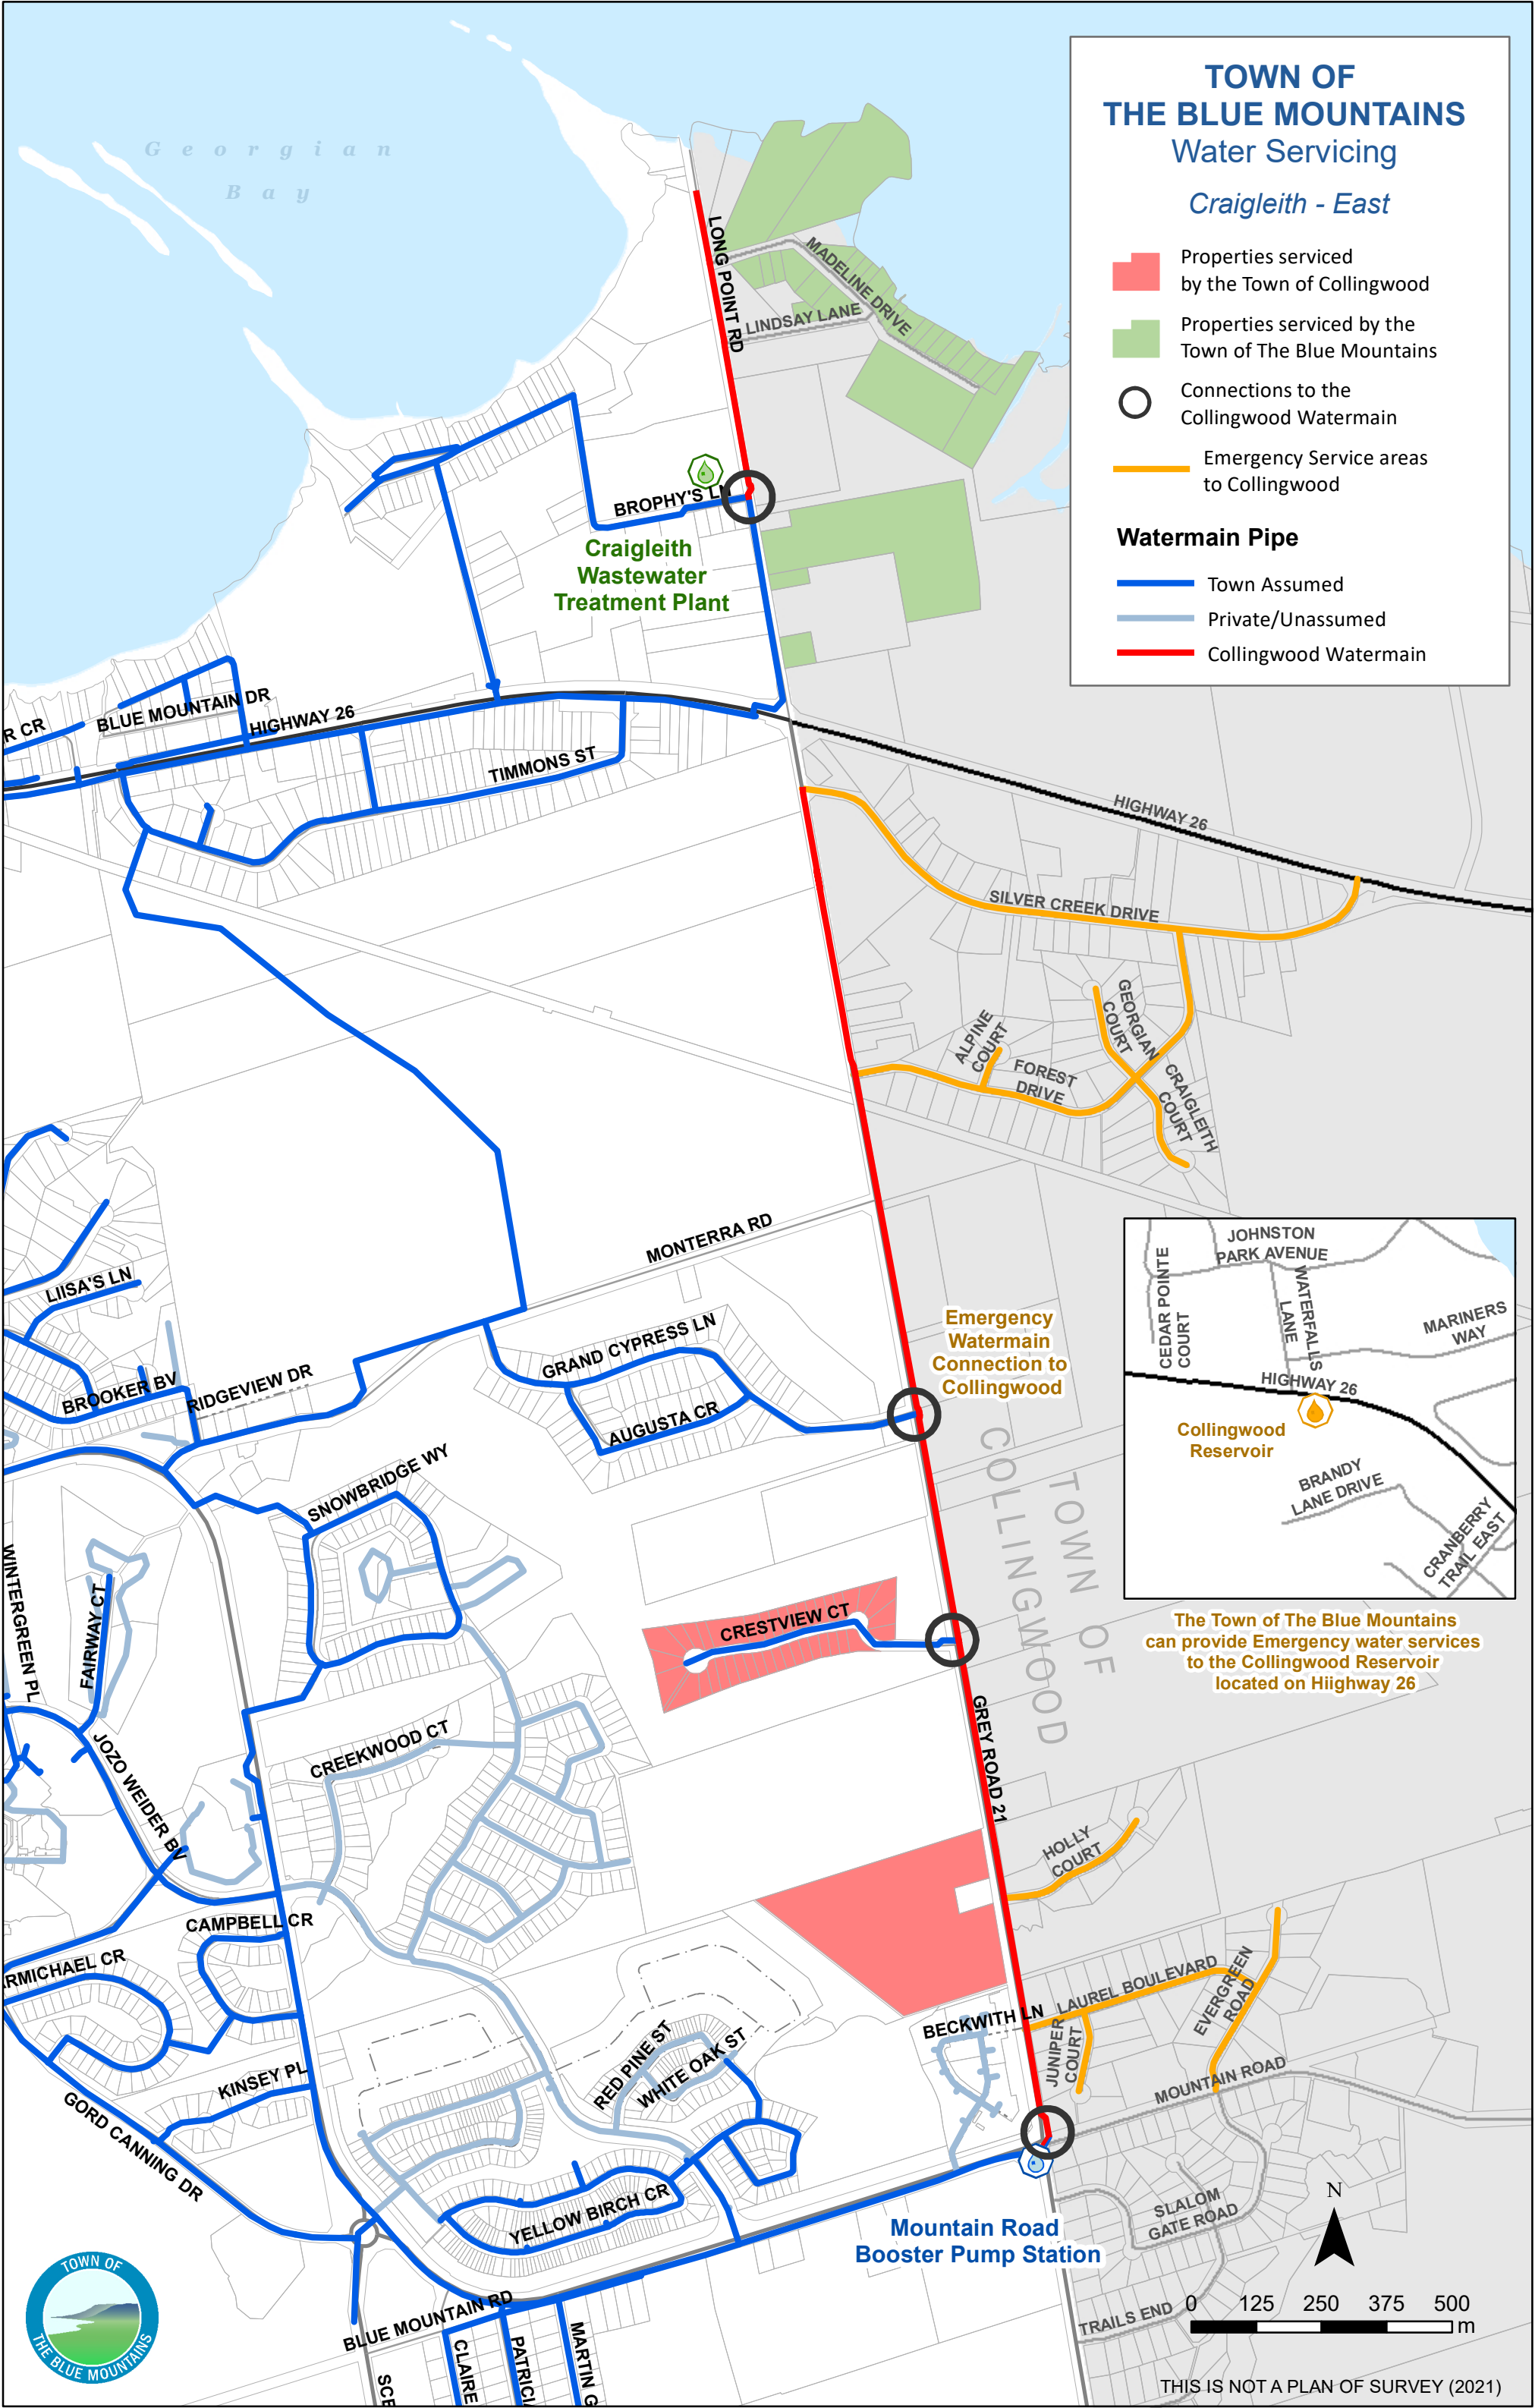 Georgian
Bay
TOWN OF
THE BLUE MOUNTAINS
Water Servicing
Craigleith - East
Properties serviced
by the Town of Collingwood
Properties serviced by the
Town of The Blue Mountains
Connections to the
Collingwood Watermain
Emergency Service areas
to Collingwood
Watermain Pipe
Town Assumed
Private/Unassumed
Collingwood Watermain
LONG POINT RD
MADELINE DRIVE
LINDSAY LANE
BROPHY'S LN
Craigleith
Wastewater
Treatment Plant
R CR
BLUE MOUNTAIN DR
HIGHWAY 26
TIMMONS ST
HIGHWAY 26
SILVER CREEK DRIVE
GEORGIAN
COURT
ALPINE
COURT
FOREST
DRIVE
CRAIGLEITH
COURT
MONTERRA RD
LIISA'S LN
GRAND CYPRESS LN
Emergency
Watermain
Connection to
Collingwood
BROOKER BV
RIDGEVIEW DR
AUGUSTA CR
JOHNSTON
PARK AVENUE
CEDAR POINTE
COURT
WATERFALLS
LANE
MARINERS
WAY
HIGHWAY 26
Collingwood
Reservoir
BRANDY
LANE DRIVE
CRANBERRY
TRAIL EAST
The Town of The Blue Mountains
can provide Emergency water services
to the Collingwood Reservoir
located on Hiighway 26
TOWN OF
COLLINGWOOD
SNOWBRIDGE WY
WINTERGREEN PL
FAIRWAY CT
CRESTVIEW CT
GREY ROAD 21
JOZO WEIDER BV
CREEKWOOD CT
HOLLY
COURT
CAMPBELL CR
ARMICHAEL CR
LAUREL BOULEVARD
EVERGREEN
ROAD
BECKWITH LN
JUNIPER
COURT
RED PINE ST
WHITE OAK ST
MOUNTAIN ROAD
KINSEY PL
GORD CANNING DR
YELLOW BIRCH CR
SLALOM
GATE ROAD
Mountain Road
Booster Pump Station
N
TRAILS END
0 125 250 375 500
m
BLUE MOUNTAIN RD
CLAIRE
PATRICI
MARTIN G
SCE
TOWN OF
THE BLUE MOUNTAINS
THIS IS NOT A PLAN OF SURVEY (2021)